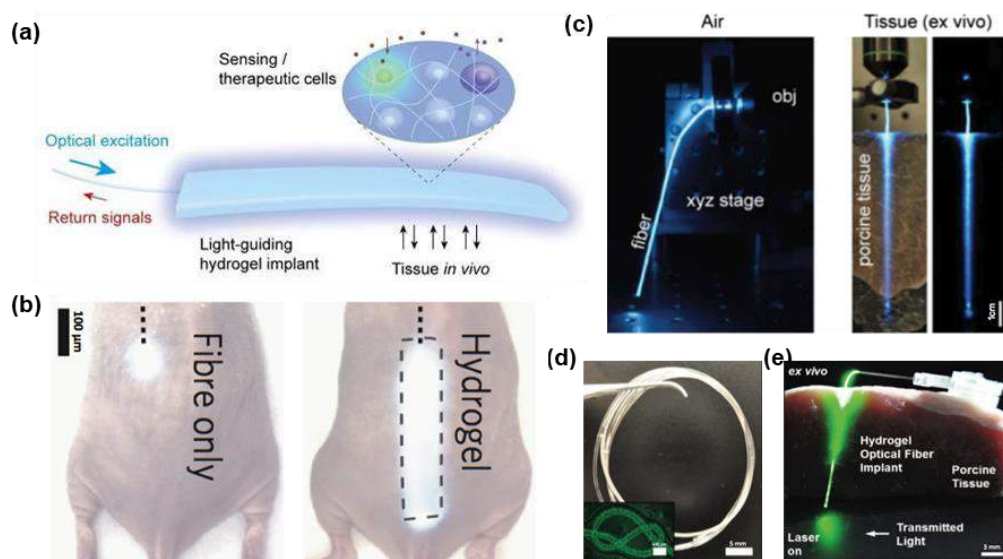 (a)
Sensing /
therapeutic cells
Optical excitation
Return signals
Light-guiding
hydrogel implant
Tissue in vivo
(b)
100 µm
Fibre only
Hydrogel
(c)
Air
Tissue (ex vivo)
obj
xyz stage
fiber
porcine tissue
1cm
(d)
5 mm
(e)
ex vivo
Hydrogel
Optical Fiber
Implant
Porcine
Tissue
Laser
on
Transmitted
Light
5 mm